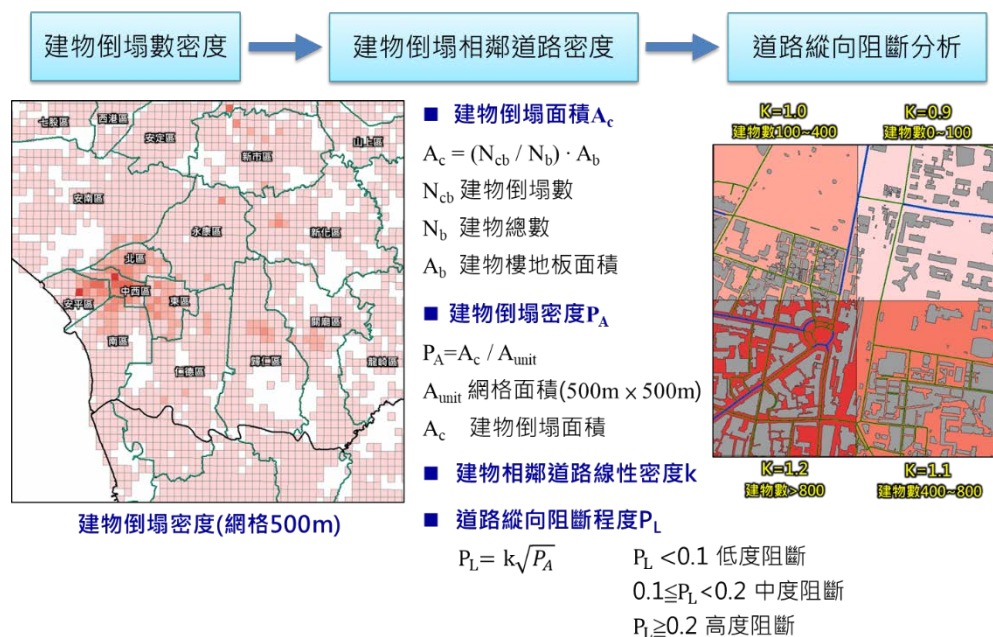 建物倒塌數密度
建物倒塌相鄰道路密度
道路縱向阻斷分析
七股區
西港區
安定區
新市區
山上區
安南區
永康區
新化區
北區
中西區
安平區
東區
南區
仁德區
歸仁區
關廟區
龍崎區
建物倒塌密度(網格500m)
■ 建物倒塌面積Ac
Ac = (Ncb / Nb) · Ab
Ncb 建物倒塌數
Nb 建物總數
Ab 建物樓地板面積
■ 建物倒塌密度PA
PA=Ac / Aunit
Aunit 網格面積(500m × 500m)
Ac 建物倒塌面積
■ 建物相鄰道路線性密度k
■ 道路縱向阻斷程度PL
PL= k√PA
PL <0.1 低度阻斷
0.1≦PL<0.2 中度阻斷
PL≧0.2 高度阻斷
K=1.0
建物數100~400
K=0.9
建物數0~100
K=1.2
建物數>800
K=1.1
建物數400~800